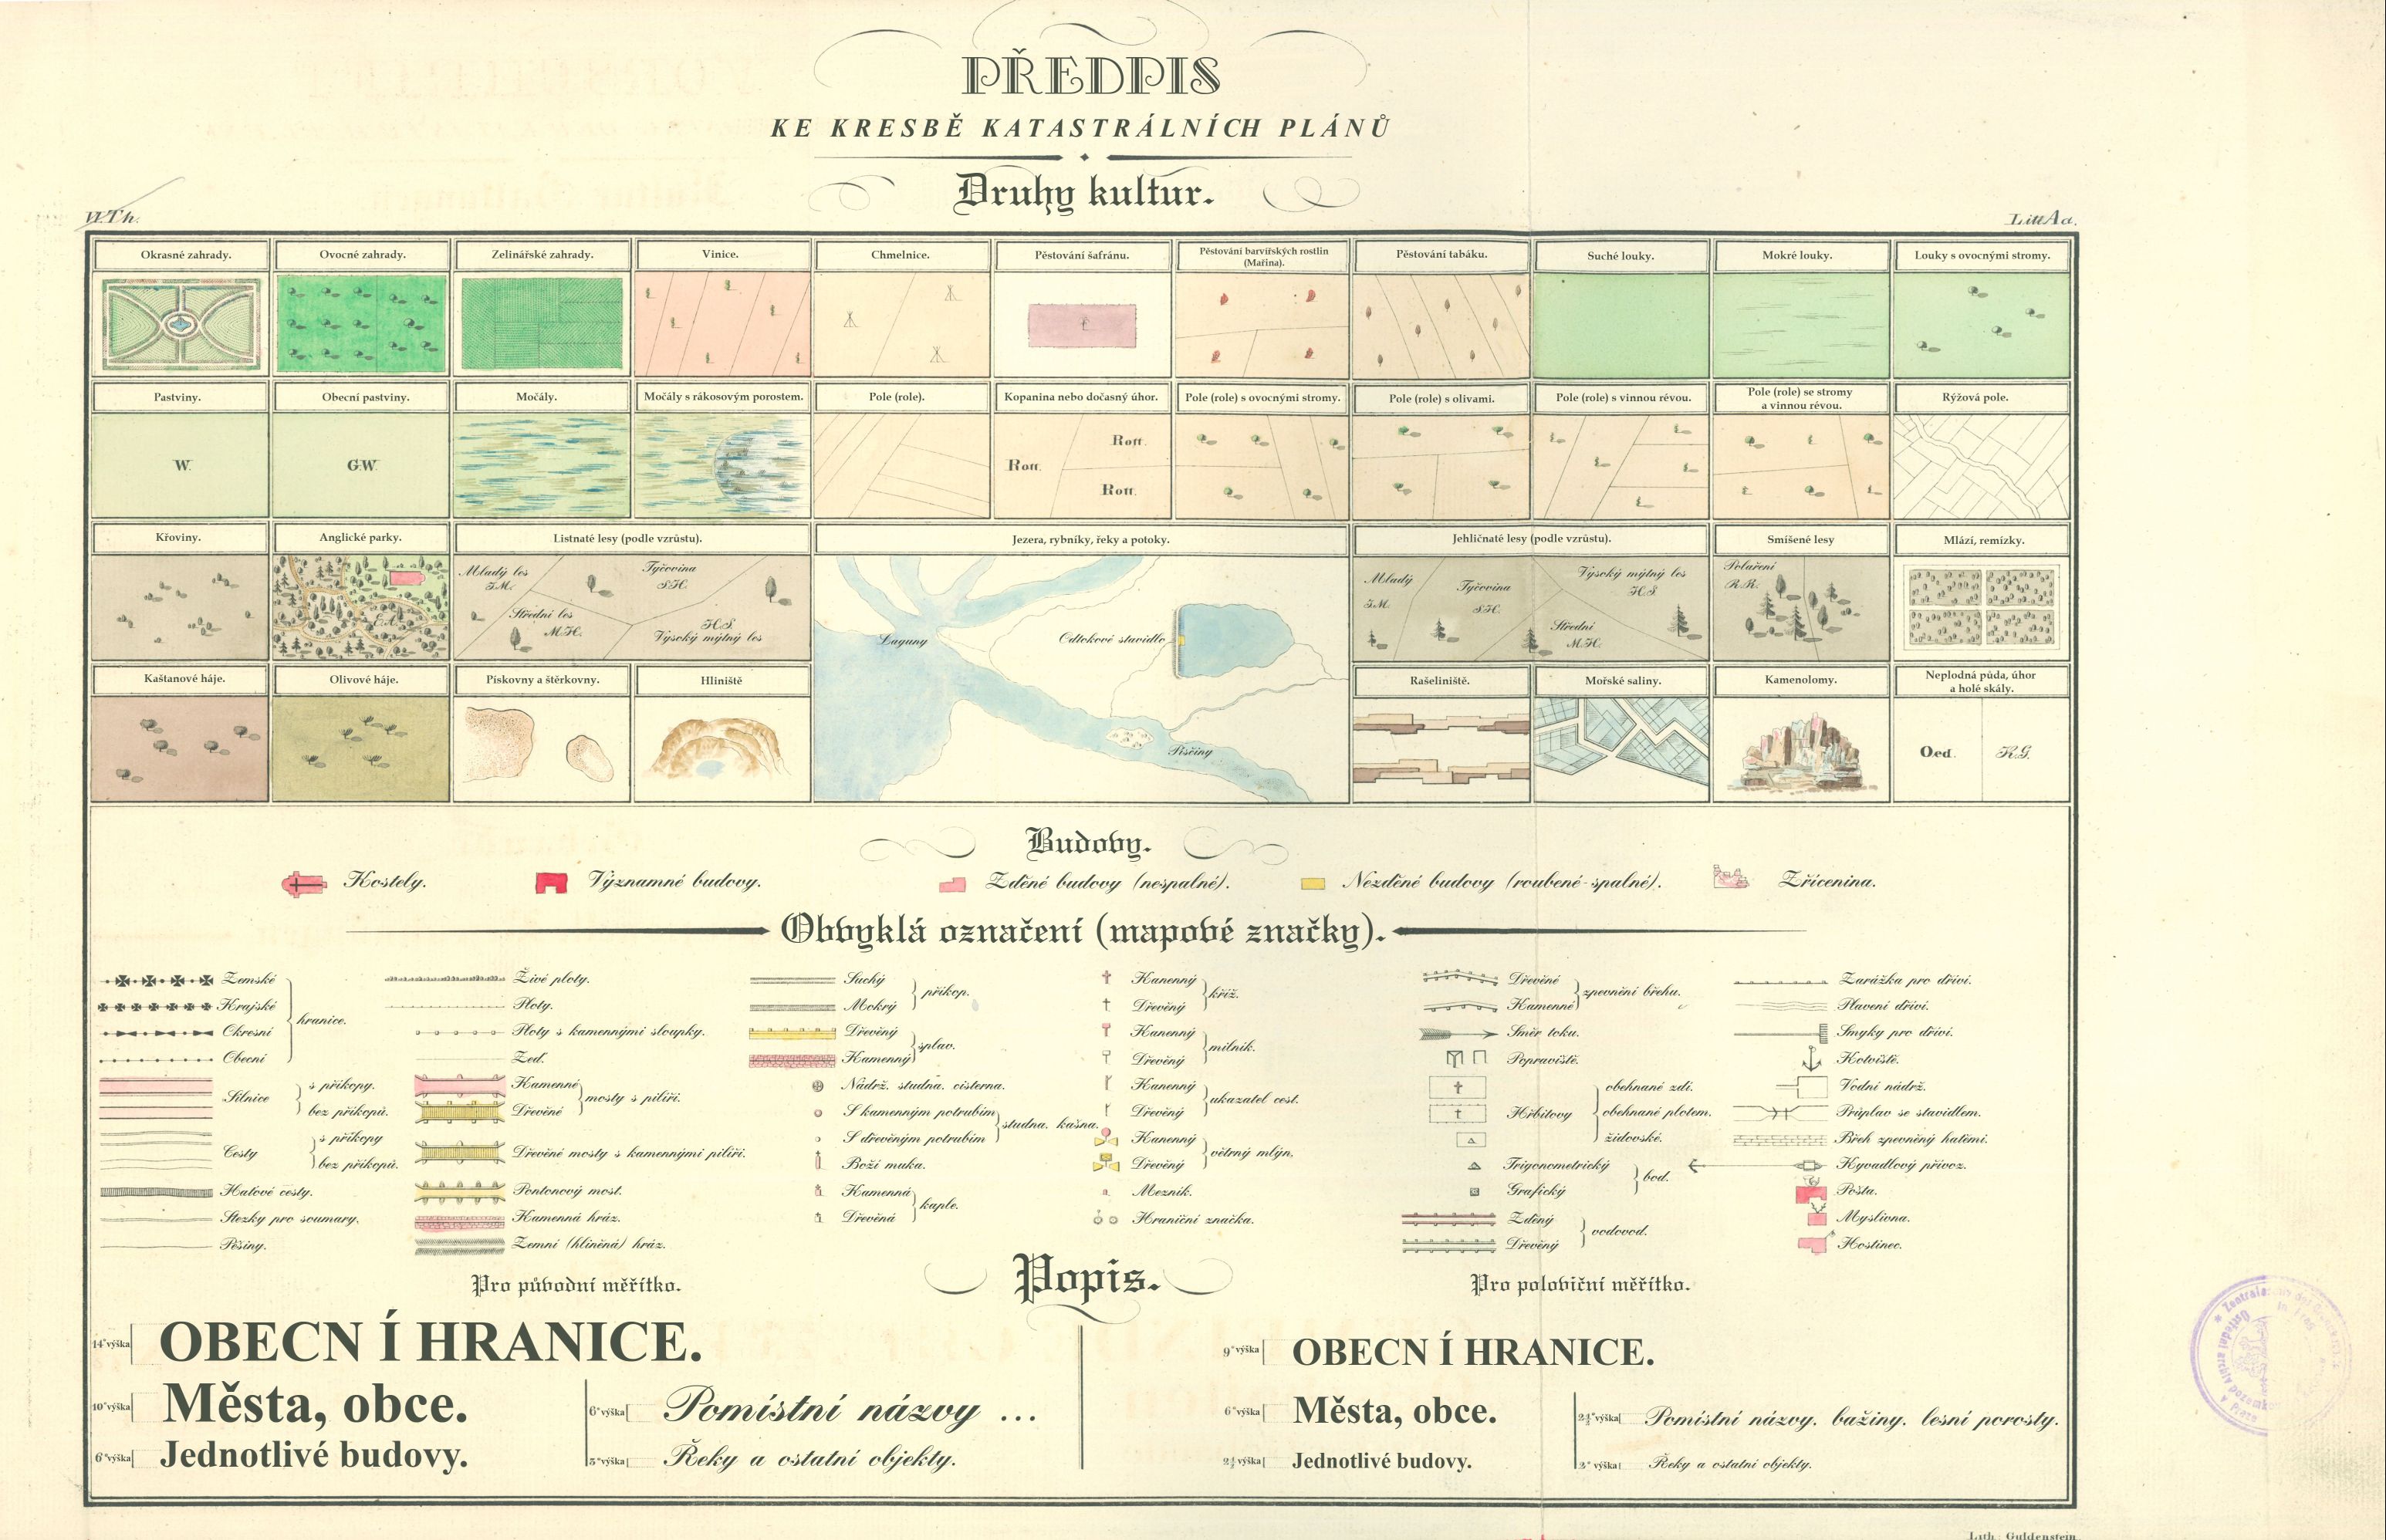 PŘEDPIS
KE KRESBĚ KATASTRÁLNÍCH PLÁNŮ
Druhy kultur.
W.Th.
Litt Aa.
Okrasné zahrady.
Ovocné zahrady.
Zelinářské zahrady.
Vinice.
Chmelnice.
Pěstování šafránu.
Pěstování barvířských rostlin
(Mařina).
Pěstování tabáku.
Suché louky.
Mokré louky.
Louky s ovocnými stromy.
Pastviny.
Obecní pastviny.
Močály.
Močály s rákosovým porostem.
Pole (role).
Kopanina nebo dočasný úhor.
Pole (role) s ovocnými stromy.
Pole (role) s olivami.
Pole (role) s vinnou révou.
Pole (role) se stromy
a vinnou révou.
Rýžová pole.
W.
G.W.
Rott.
Rott.
Rott.
Křoviny.
Anglické parky.
Listnaté lesy (podle vzrůstu).
Jezera, rybníky, řeky a potoky.
Jehličnaté lesy (podle vzrůstu).
Smíšené lesy
Mlází, remízky.
E.A.
Mladý les
J.M.
Tyčovina
S.H.
Střední les
M.H.
H.S.
Vysoký mýtný les
Laguny
Odtokové stavidlo
Písčiny
Mladý
J.M.
Tyčovina
S.H.
Vysoký mýtný les
H.S.
Střední
M.H.
Polaření
R.R.
Kaštanové háje.
Olivové háje.
Pískovny a štěrkovny.
Hliniště
Rašeliniště.
Mořské saliny.
Kamenolomy.
Neplodná půda, úhor
a holé skály.
Oed.
K.G.
Budovy.
Kostely.
Významné budovy.
Zděné budovy (nespalné).
Nezděné budovy (roubené-spalné).
Zřícenina.
Obvyklá označení (mapové značky).
Zemské
Krajské
Okresní
Obecní
hranice.
Silnice
s příkopy.
bez příkopů.
Cesty
s příkopy
bez příkopů.
Haťové cesty.
Stezky pro soumary.
Pěšiny.
Živé ploty.
Ploty.
Ploty s kamennými sloupky.
Zeď.
Kamenné
Dřevěné
mosty s pilíři.
Dřevěné mosty s kamennými pilíři.
Pontonový most.
Kamenná hráz.
Zemní (hliněná) hráz.
Suchý
Mokrý
příkop.
Dřevěný
Kamenný
splav.
Nádrž. studna. cisterna.
S kamenným potrubím
S dřevěným potrubím
studna. kašna.
Boží muka.
Kamenná
Dřevěná
kaple.
Kanenný
Dřevěný
kříž.
Kanenný
Dřevěný
milník.
Kanenný
Dřevěný
ukazatel cest.
Kanenný
Dřevěný
větrný mlýn.
Mezník.
Hraniční značka.
Dřevěné
Kamenné
zpevnění břehu.
Směr toku.
Popraviště.
Hřbitovy
obehnané zdí.
obehnané plotem.
židovské.
Trigonometrický
Grafický
bod.
Zděný
Dřevěný
vodovod.
Zarážka pro dříví.
Plavení dříví.
Smyky pro dříví.
Kotviště.
Vodní nádrž.
Průplav se stavidlem.
Břeh zpevněný hatěmi.
Kyvadlový přívoz.
Pošta.
Myslivna.
Hostinec.
Popis.
Pro původní měřítko.
Pro poloviční měřítko.
14" výška
OBECN Í HRANICE.
10" výška
Města, obce.
6" výška
Jednotlivé budovy.
6" výška
Pomístní názvy ...
5" výška
Řeky a ostatní objekty.
9" výška
OBECN Í HRANICE.
6" výška
Města, obce.
2½" výška
Jednotlivé budovy.
2½" výška
Pomístní názvy. bažiny. lesní porosty.
2" výška
Řeky a ostatní objekty.
Lith: Guldenstein.